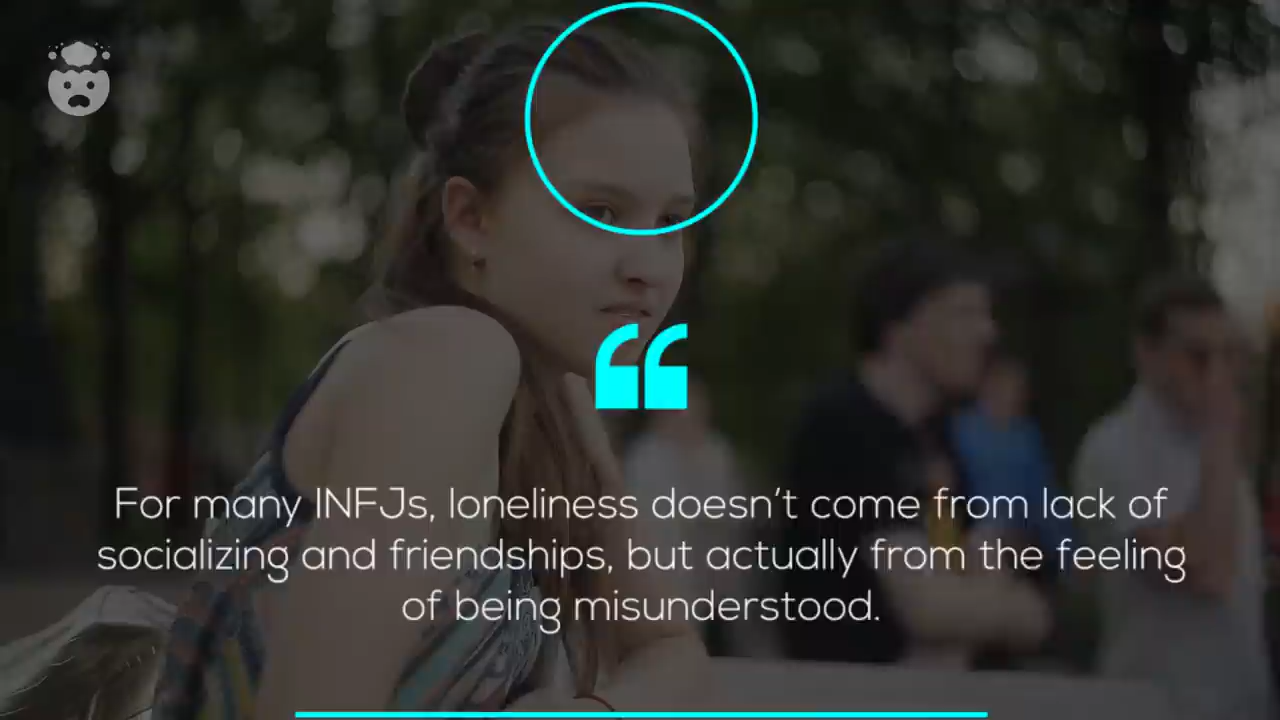 For many INFJs, loneliness doesn't come from lack of
socializing and friendships, but actually from the feeling
of being misunderstood.